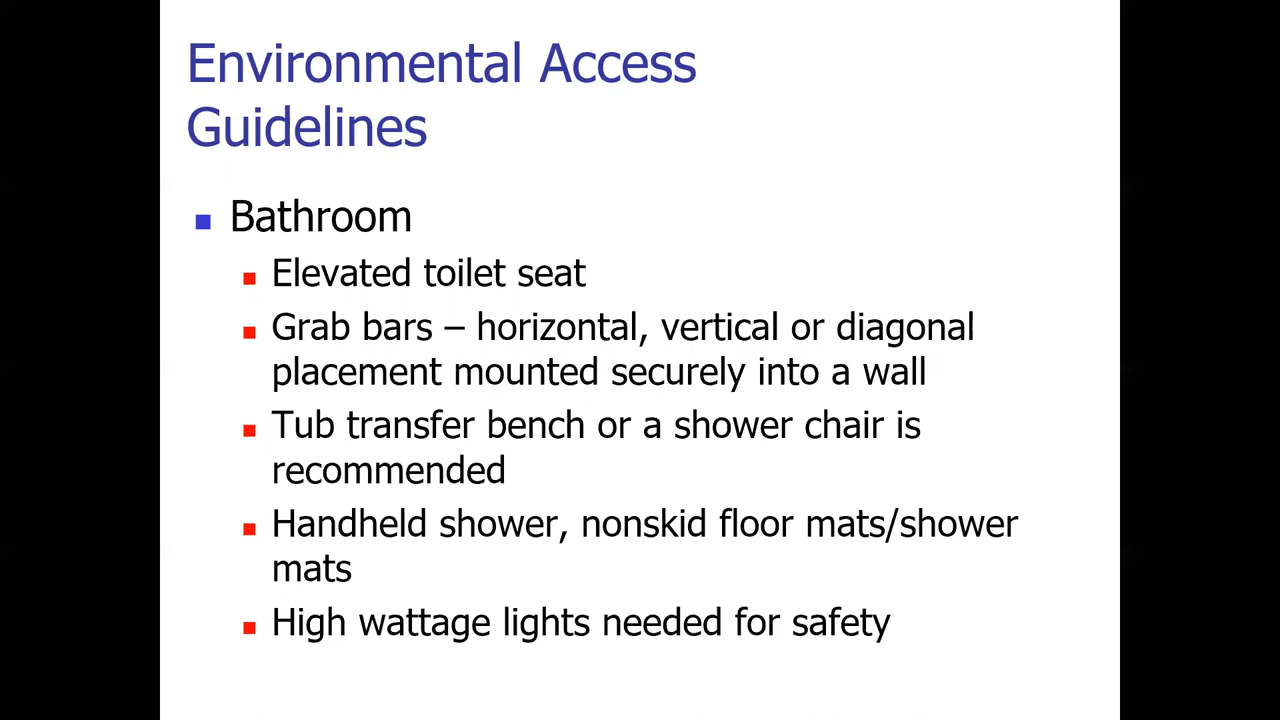 Environmental Access
Guidelines
Bathroom
Elevated toilet seat
Grab bars – horizontal, vertical or diagonal
placement mounted securely into a wall
Tub transfer bench or a shower chair is
recommended
Handheld shower, nonskid floor mats/shower
mats
High wattage lights needed for safety